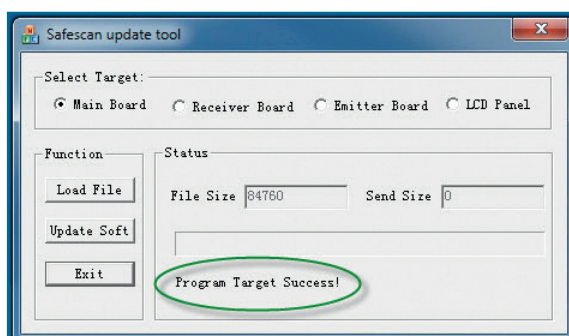 Safescan update tool
Select Target:
Main Board Receiver Board Emitter Board LCD Panel
Function
Status
Load File
File Size 84760 Send Size 0
Update Soft
Exit
Program Target Success!